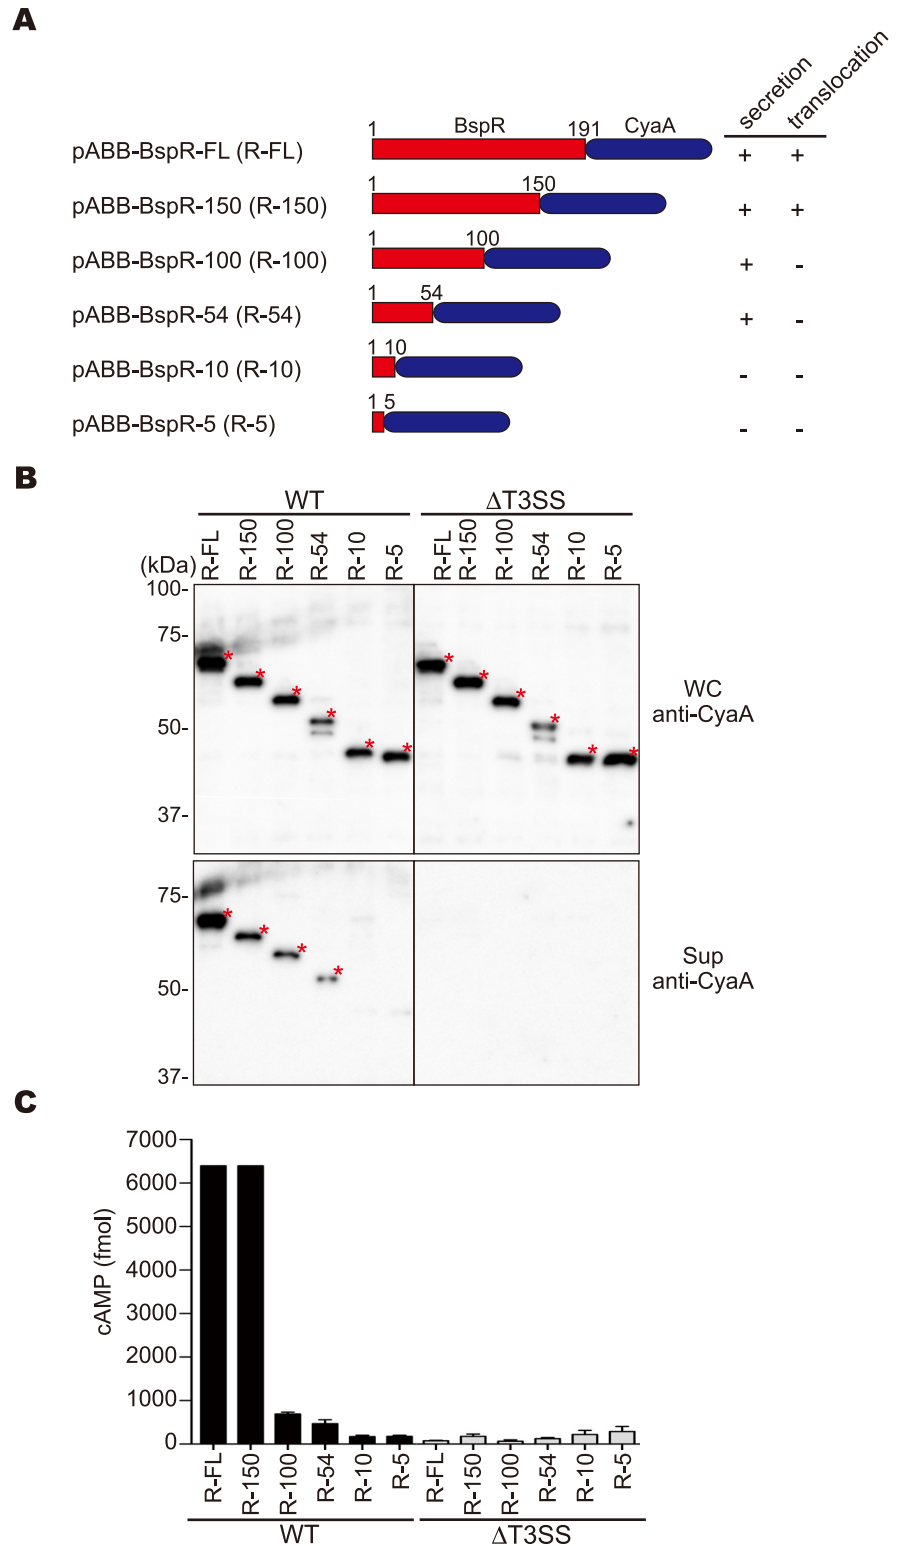 A
secretion
translocation
1 BspR 191 CyaA
pABB-BspR-FL (R-FL) + +
1 150
pABB-BspR-150 (R-150) + +
1 100
pABB-BspR-100 (R-100) + -
1 54
pABB-BspR-54 (R-54) + -
1 10
pABB-BspR-10 (R-10) - -
1 5
pABB-BspR-5 (R-5) - -
B
WT ΔT3SS
(kDa) R-FL R-150 R-100 R-54 R-10 R-5 R-FL R-150 R-100 R-54 R-10 R-5
100-
75-
50-
37-
* * * * * * * * * * * *
WC
anti-CyaA
75-
50-
37-
* * * *
Sup
anti-CyaA
C
cAMP (fmol)
7000
6000
5000
4000
3000
2000
1000
0
R-FL R-150 R-100 R-54 R-10 R-5 R-FL R-150 R-100 R-54 R-10 R-5
WT ΔT3SS